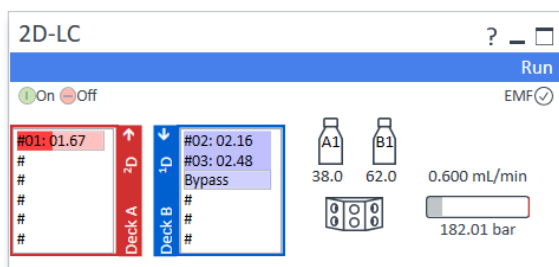 2D-LC ?
Run
On Off EMF
#01: 01.67
#
#
#
#
#
2D
Deck A
1D
Deck B
#02: 02.16
#03: 02.48
Bypass
#
#
#
A1 B1
38.0 62.0 0.600 mL/min
182.01 bar